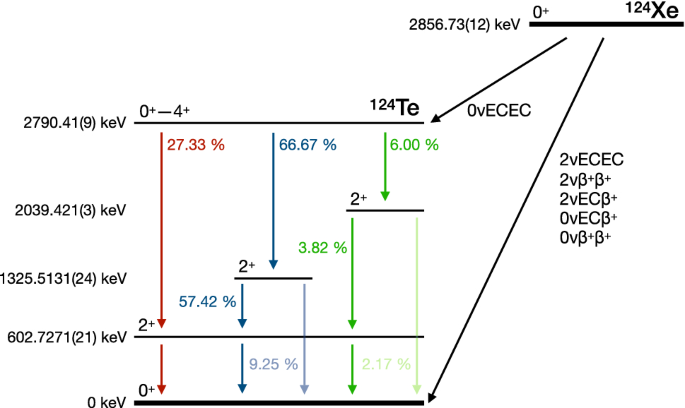 0⁺ ¹²⁴Xe
2856.73(12) keV
0⁺—4⁺ ¹²⁴Te
0νECEC
2790.41(9) keV
27.33 % 66.67 % 6.00 %
2νECEC
2νβ⁺β⁺
2νECβ⁺
0νECβ⁺
0νβ⁺β⁺
2⁺
2039.421(3) keV
3.82 %
2⁺
1325.5131(24) keV
57.42 %
2⁺
602.7271(21) keV
9.25 % 2.17 %
0⁺
0 keV